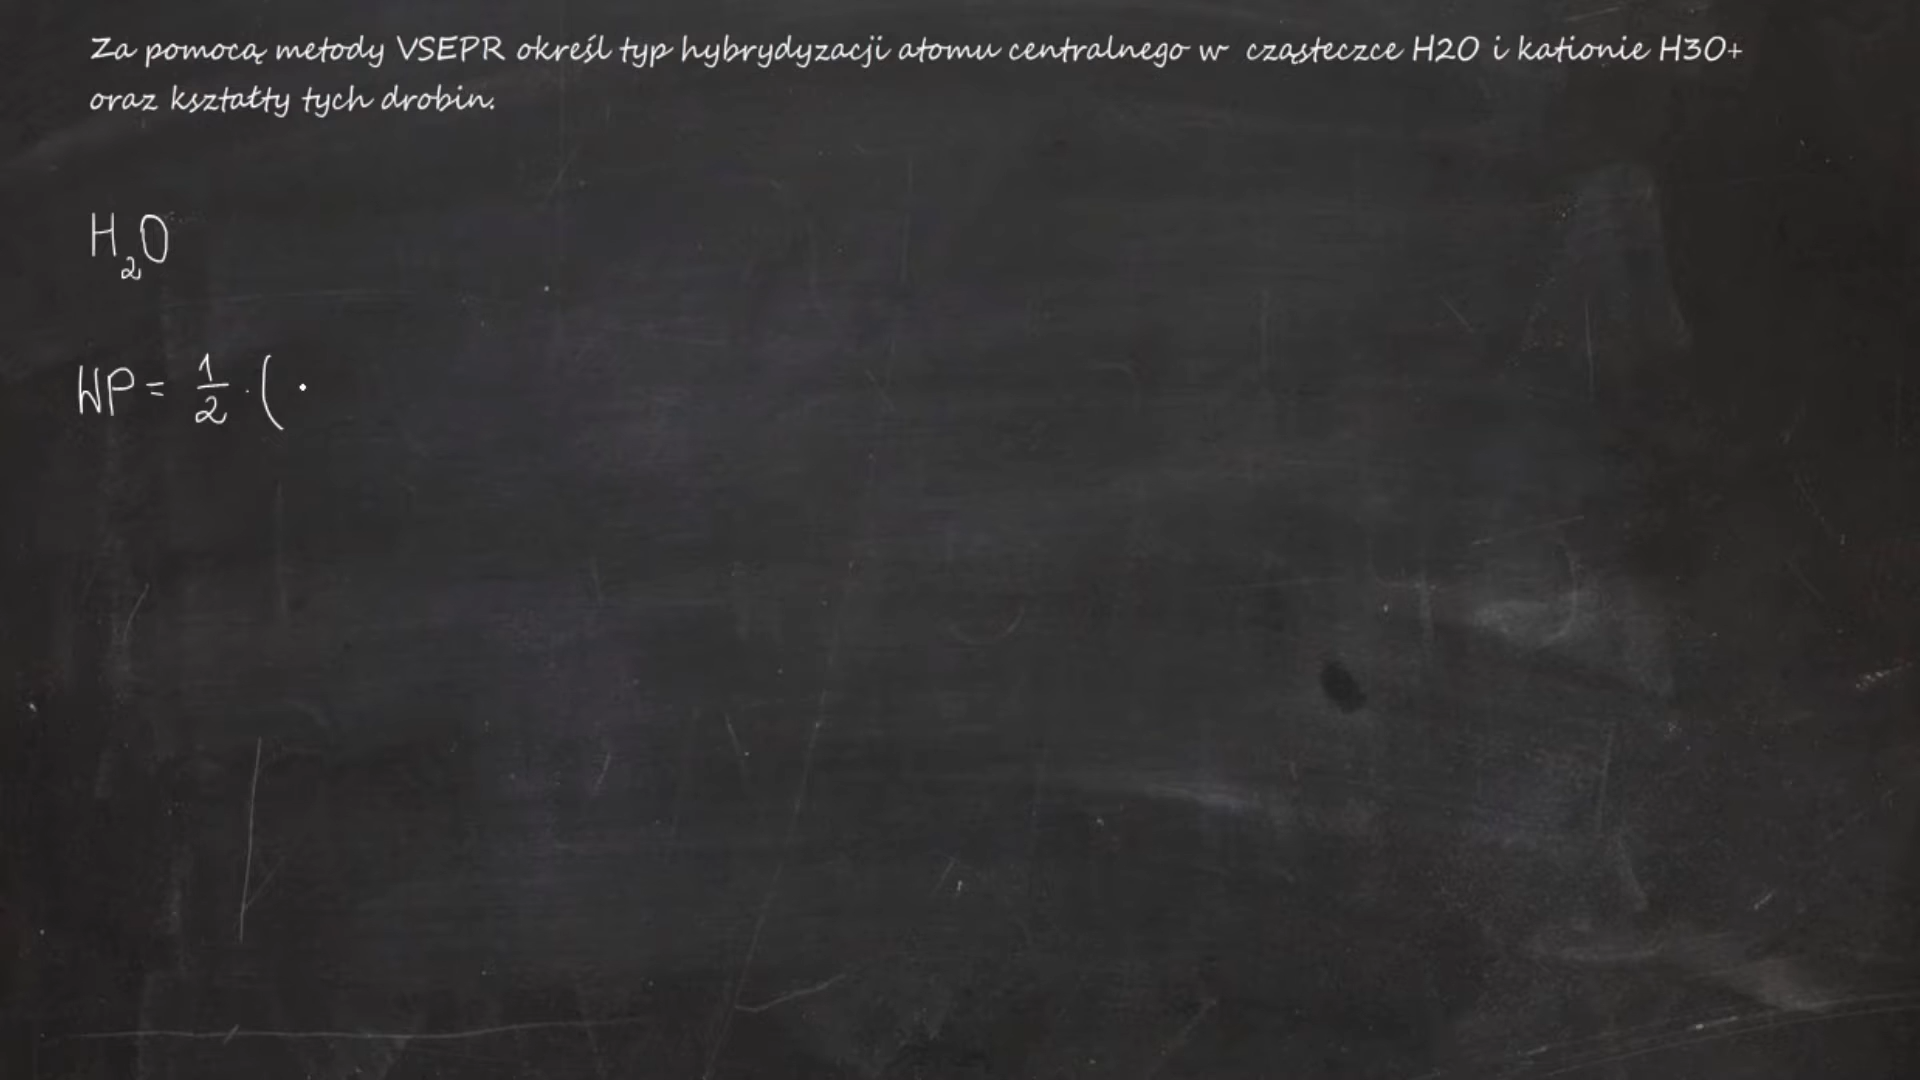 Za pomocą metody VSEPR określ typ hybrydyzacji atomu centralnego w cząsteczce H2O i kationie H3O+
oraz kształty tych drobin.
H₂O
WP = 1/2 · (